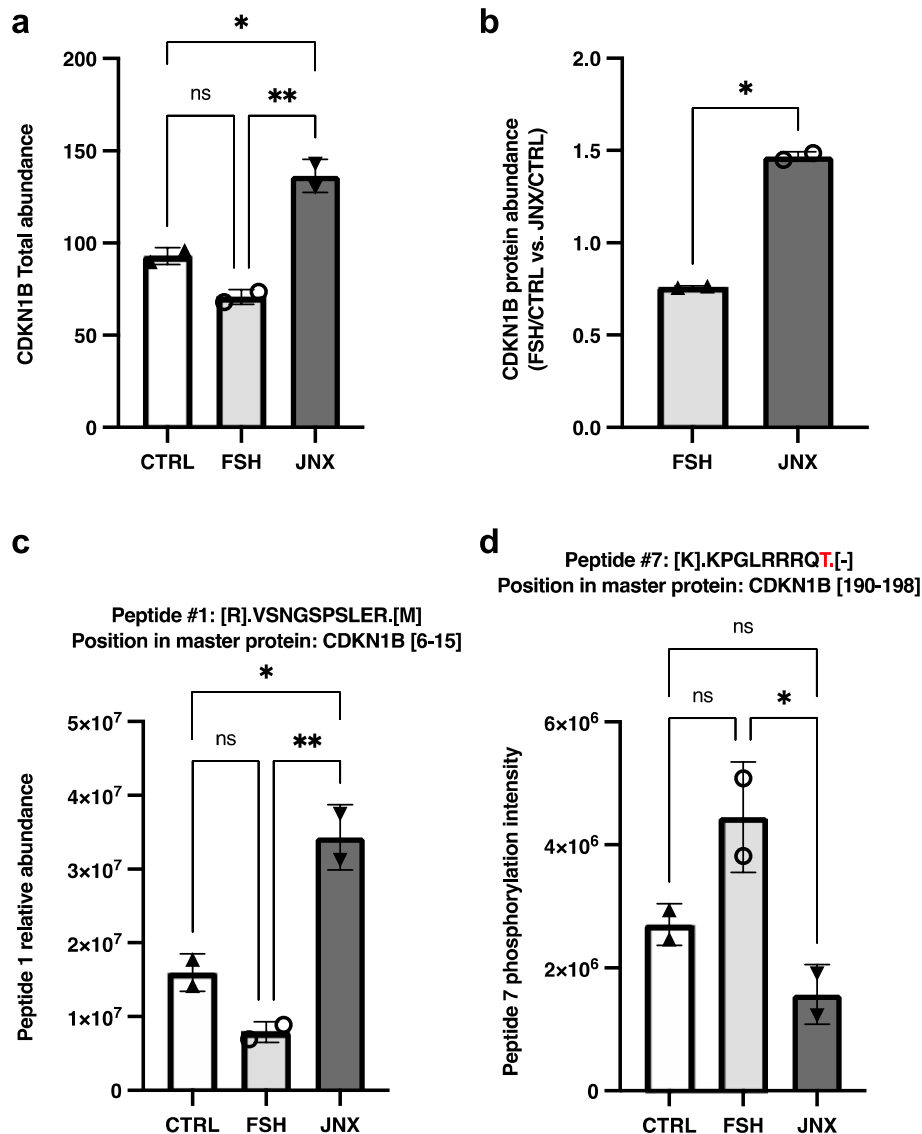 a
CDKN1B Total abundance
200
150
100
50
0
*
ns
**
CTRL FSH JNX
b
CDKN1B protein abundance
(FSH/CTRL vs. JNX/CTRL)
2.0
1.5
1.0
0.5
0.0
*
FSH JNX
c
Peptide #1: [R].VSNGSPSLER.[M]
Position in master protein: CDKN1B [6-15]
Peptide 1 relative abundance
5×10⁷
4×10⁷
3×10⁷
2×10⁷
1×10⁷
0
*
ns
**
CTRL FSH JNX
d
Peptide #7: [K].KPGLRRRQT.[-]
Position in master protein: CDKN1B [190-198]
Peptide 7 phosphorylation intensity
6×10⁶
4×10⁶
2×10⁶
0
ns
ns
*
CTRL FSH JNX